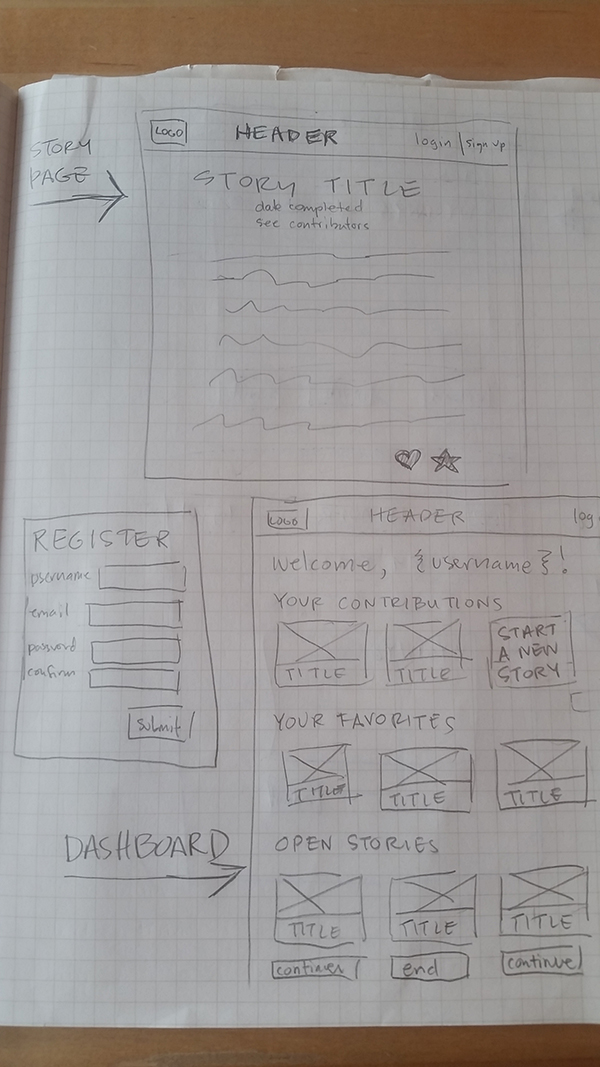 STORY
PAGE
LOGO
HEADER
login | sign up
STORY TITLE
date completed
see contributors
REGISTER
username
email
password
confirm
submit
DASHBOARD
LOGO
HEADER
log
Welcome, {username}!
YOUR CONTRIBUTIONS
TITLE
TITLE
START
A NEW
STORY
YOUR FAVORITES
TITLE
TITLE
TITLE
OPEN STORIES
TITLE
TITLE
TITLE
continue
end
continue